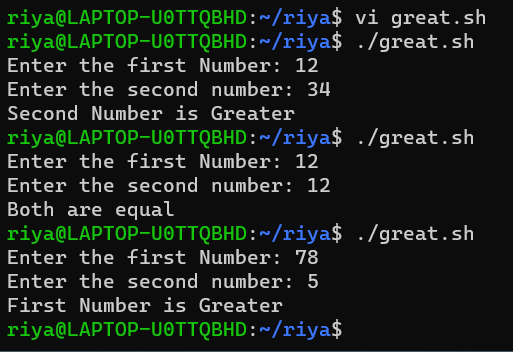 riya@LAPTOP-U0TTQBHD:~/riya$ vi great.sh
riya@LAPTOP-U0TTQBHD:~/riya$ ./great.sh
Enter the first Number: 12
Enter the second number: 34
Second Number is Greater
riya@LAPTOP-U0TTQBHD:~/riya$ ./great.sh
Enter the first Number: 12
Enter the second number: 12
Both are equal
riya@LAPTOP-U0TTQBHD:~/riya$ ./great.sh
Enter the first Number: 78
Enter the second number: 5
First Number is Greater
riya@LAPTOP-U0TTQBHD:~/riya$